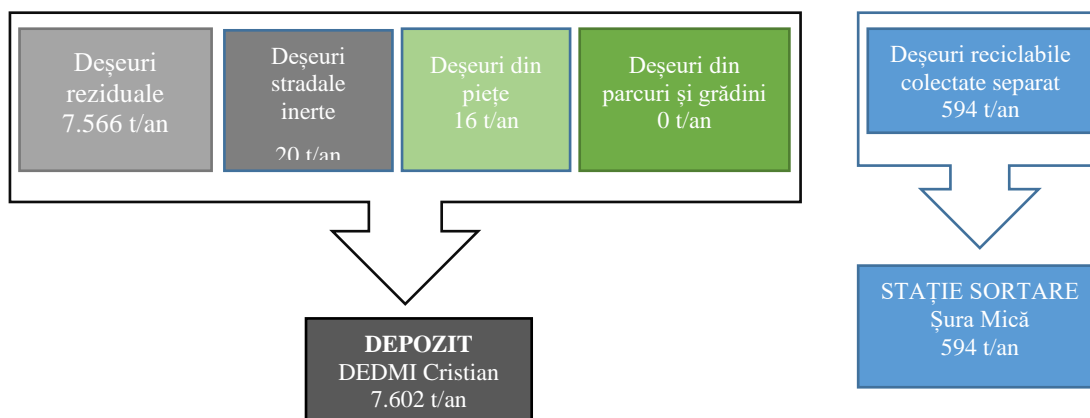 Deșeuri
reziduale
7.566 t/an
Deșeuri
stradale
inerte
20 t/an
Deșeuri din
piețe
16 t/an
Deșeuri din
parcuri și grădini
0 t/an
Deșeuri reciclabile
colectate separat
594 t/an
DEPOZIT
DEDMI Cristian
7.602 t/an
STAȚIE SORTARE
Șura Mică
594 t/an